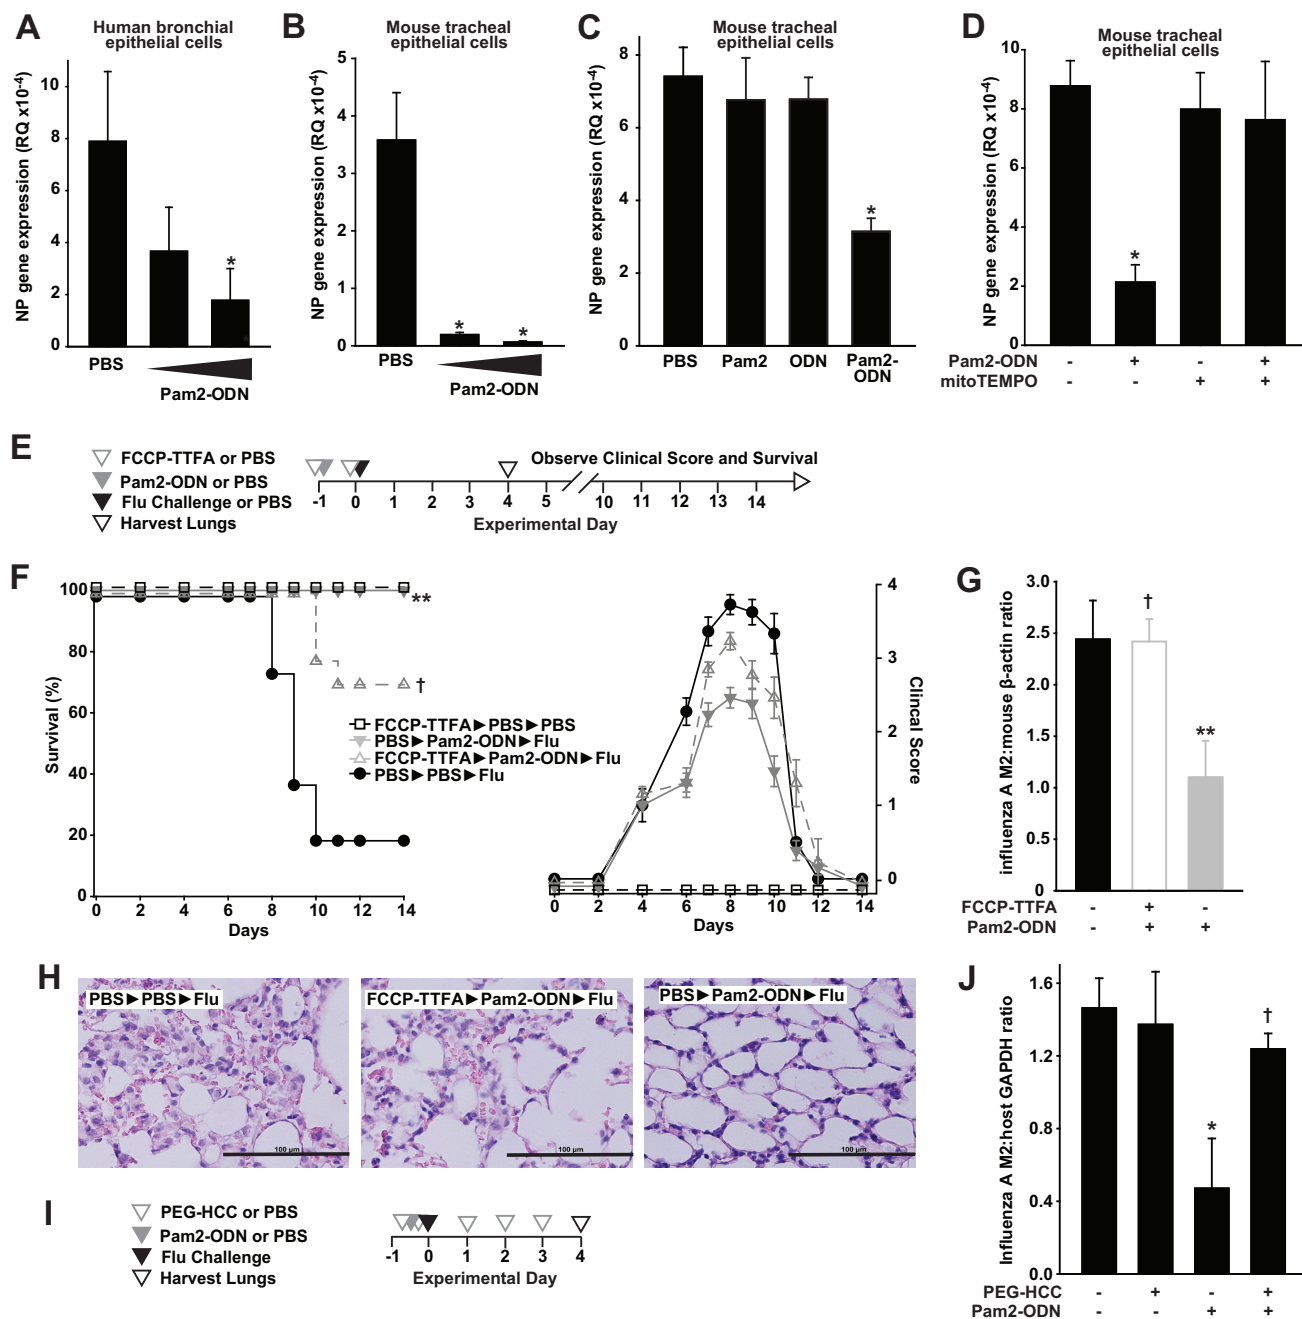 A
Human bronchial
epithelial cells
NP gene expression (RQ x10-4)
10
8
6
4
2
0
*
PBS
Pam2-ODN
B
Mouse tracheal
epithelial cells
NP gene expression (RQ x10-4)
5
4
3
2
1
0
*
*
PBS
Pam2-ODN
C
Mouse tracheal
epithelial cells
NP gene expression (RQ x10-4)
8
6
4
2
0
*
PBS
Pam2
ODN
Pam2-
ODN
D
Mouse tracheal
epithelial cells
NP gene expression (RQ x10-4)
10
8
6
4
2
0
*
Pam2-ODN - + - +
mitoTEMPO - - + +
E
FCCP-TTFA or PBS
Pam2-ODN or PBS
Flu Challenge or PBS
Harvest Lungs
Observe Clinical Score and Survival
-1 0 1 2 3 4 5 10 11 12 13 14
Experimental Day
F
Survival (%)
100
80
60
40
20
0
**
†
0 2 4 6 8 10 12 14
Days
FCCP-TTFA►PBS►PBS
PBS►Pam2-ODN►Flu
FCCP-TTFA►Pam2-ODN►Flu
PBS►PBS►Flu
4
3
2
1
0
Clincal Score
0 2 4 6 8 10 12 14
Days
G
influenza A M2:mouse β-actin ratio
3.0
2.5
2.0
1.5
1.0
0.5
0
†
**
FCCP-TTFA - + -
Pam2-ODN - + +
H
PBS►PBS►Flu
100 µm
FCCP-TTFA►Pam2-ODN►Flu
100 µm
PBS►Pam2-ODN►Flu
100 µm
I
PEG-HCC or PBS
Pam2-ODN or PBS
Flu Challenge
Harvest Lungs
-1 0 1 2 3 4
Experimental Day
J
Influenza A M2:host GAPDH ratio
1.6
1.2
0.8
0.4
0.0
*
†
PEG-HCC - + - +
Pam2-ODN - - + +